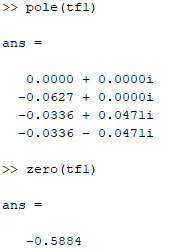 >> pole(tf1)
ans =
0.0000 + 0.0000i
-0.0627 + 0.0000i
-0.0336 + 0.0471i
-0.0336 - 0.0471i
>> zero(tf1)
ans =
-0.5884